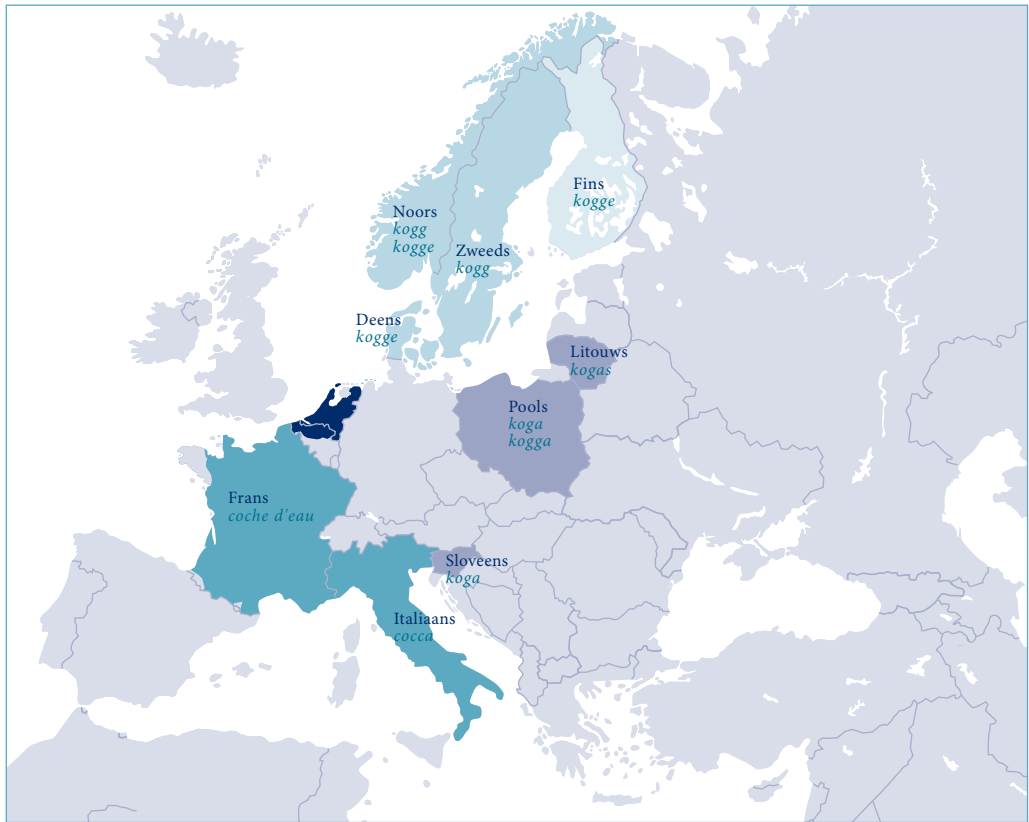 Fins
kogge
Noors
kogg
kogge
Zweeds
kogg
Deens
kogge
Litouws
kogas
Pools
koga
kogga
Frans
coche d'eau
Sloveens
koga
Italiaans
cocca